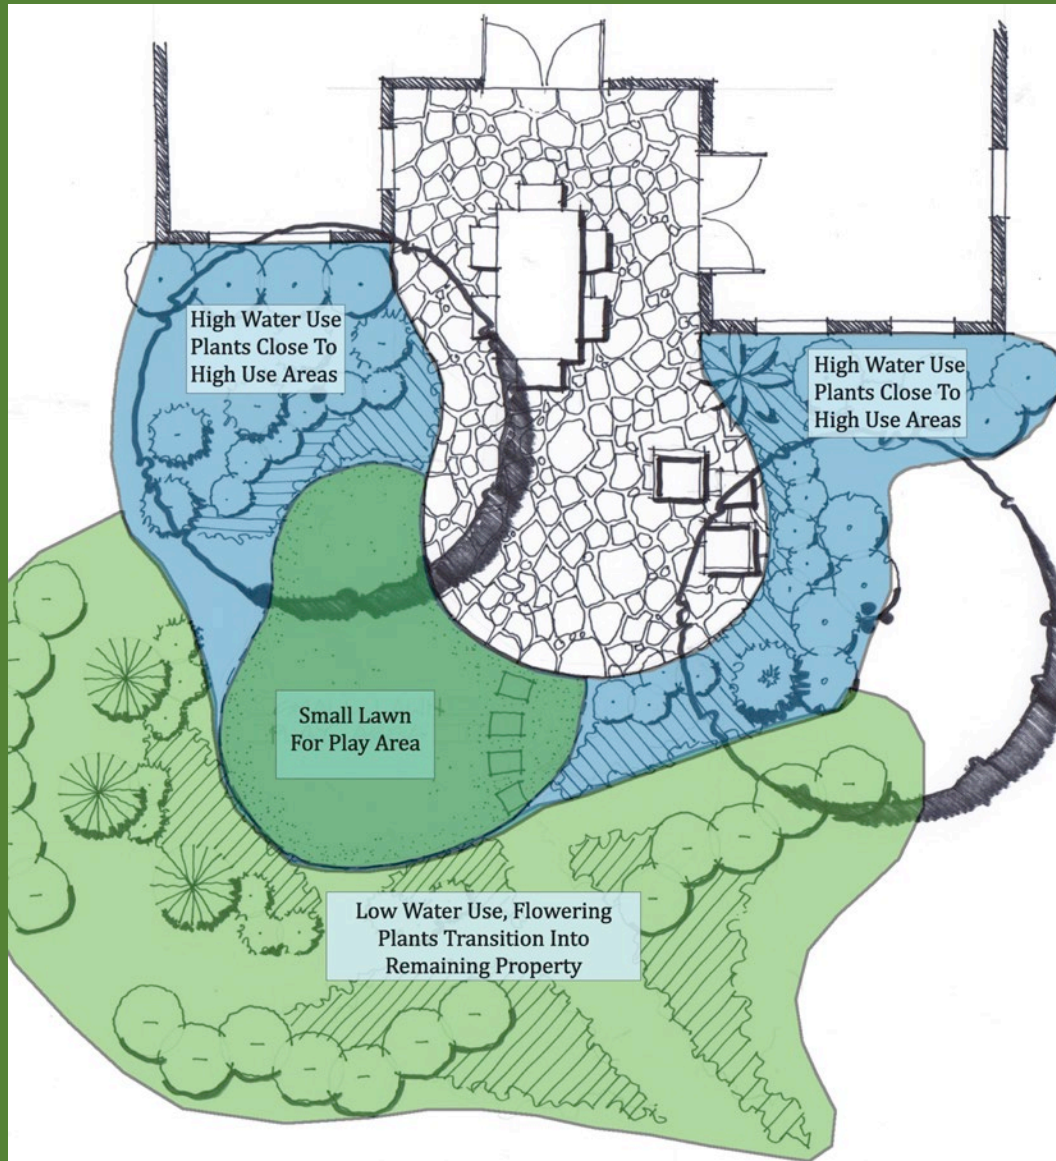 High Water Use
Plants Close To
High Use Areas
High Water Use
Plants Close To
High Use Areas
Small Lawn
For Play Area
Low Water Use, Flowering
Plants Transition Into
Remaining Property